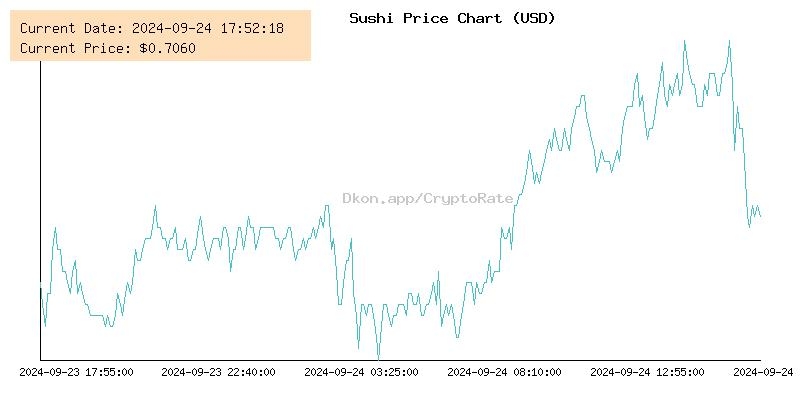 Sushi Price Chart (USD)
Current Date: 2024-09-24 17:52:18
Current Price: $0.7060
Dkon.app/CryptoRate
2024-09-23 17:55:00 2024-09-23 22:40:00 2024-09-24 03:25:00 2024-09-24 08:10:00 2024-09-24 12:55:00 2024-09-24